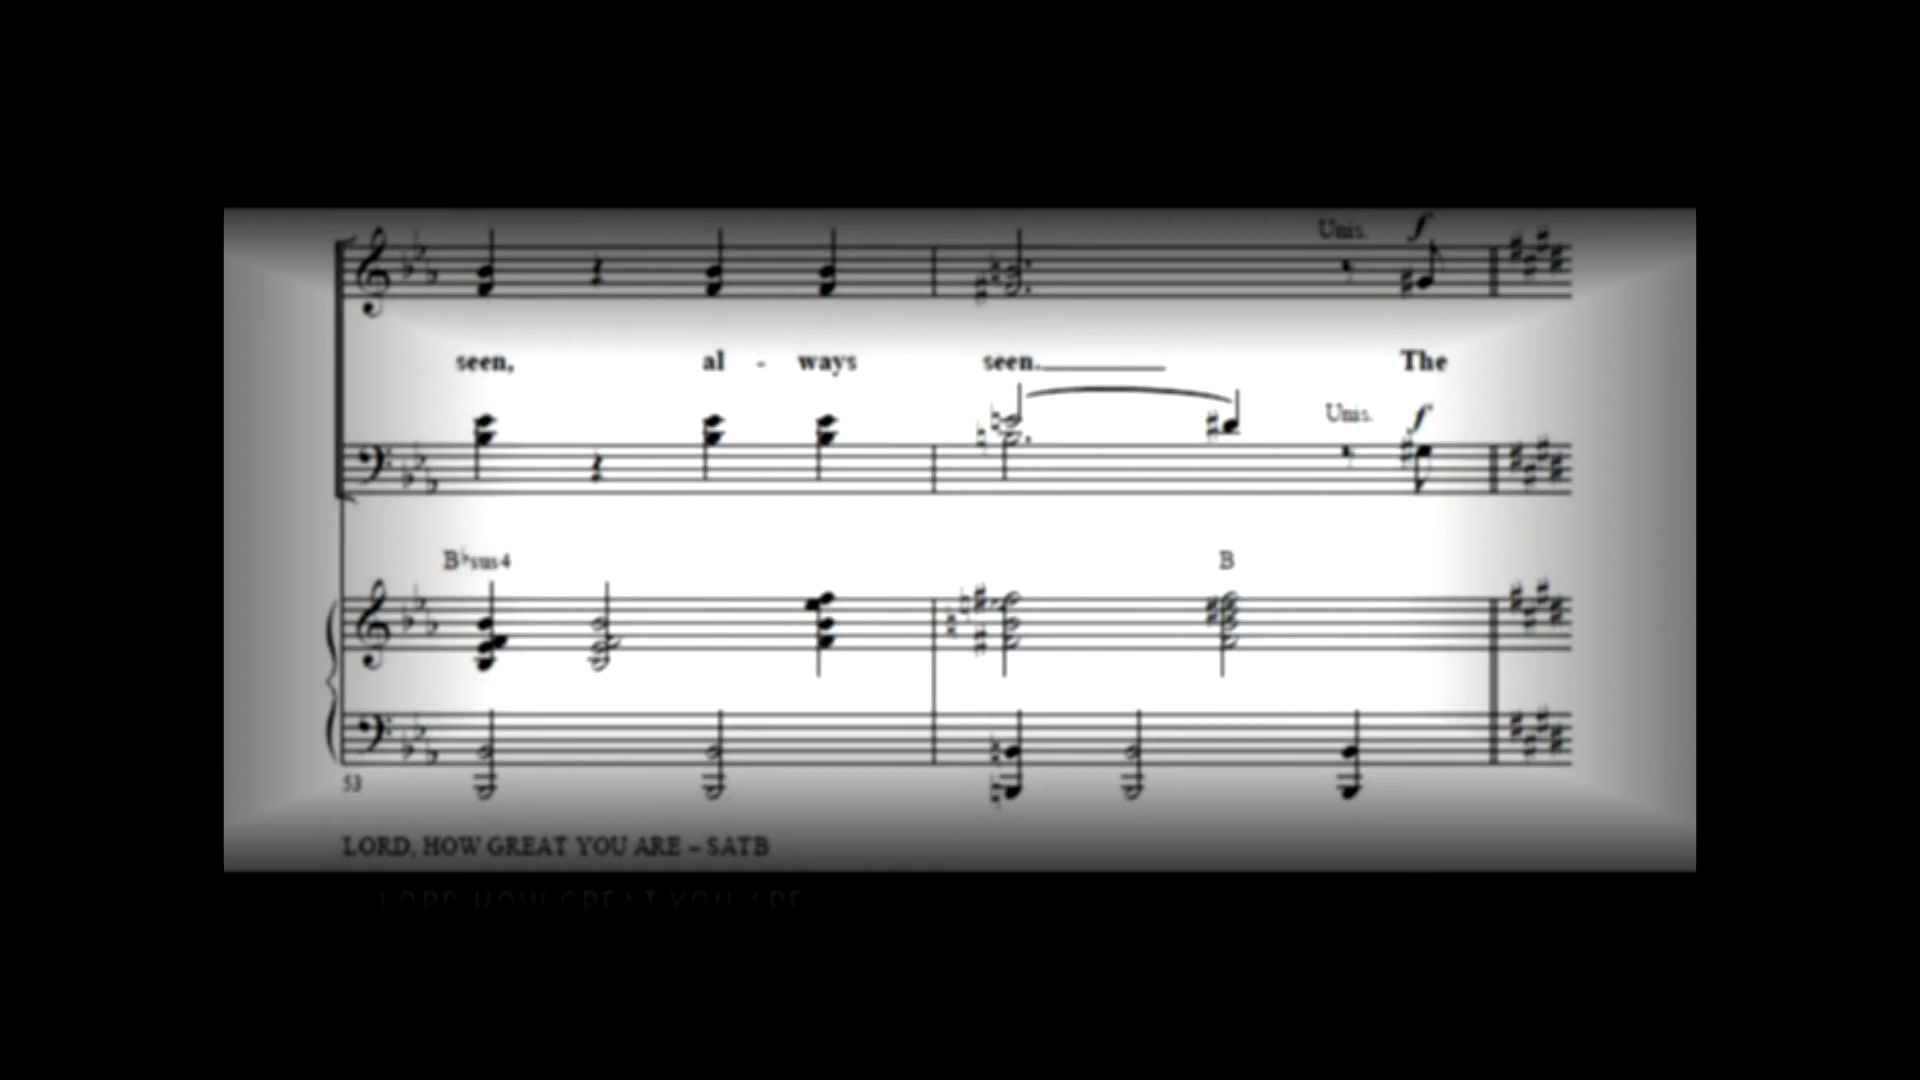 Unis. f
seen, al - ways seen. The
Unis. f
B♭sus4 B
53
LORD, HOW GREAT YOU ARE – SATB